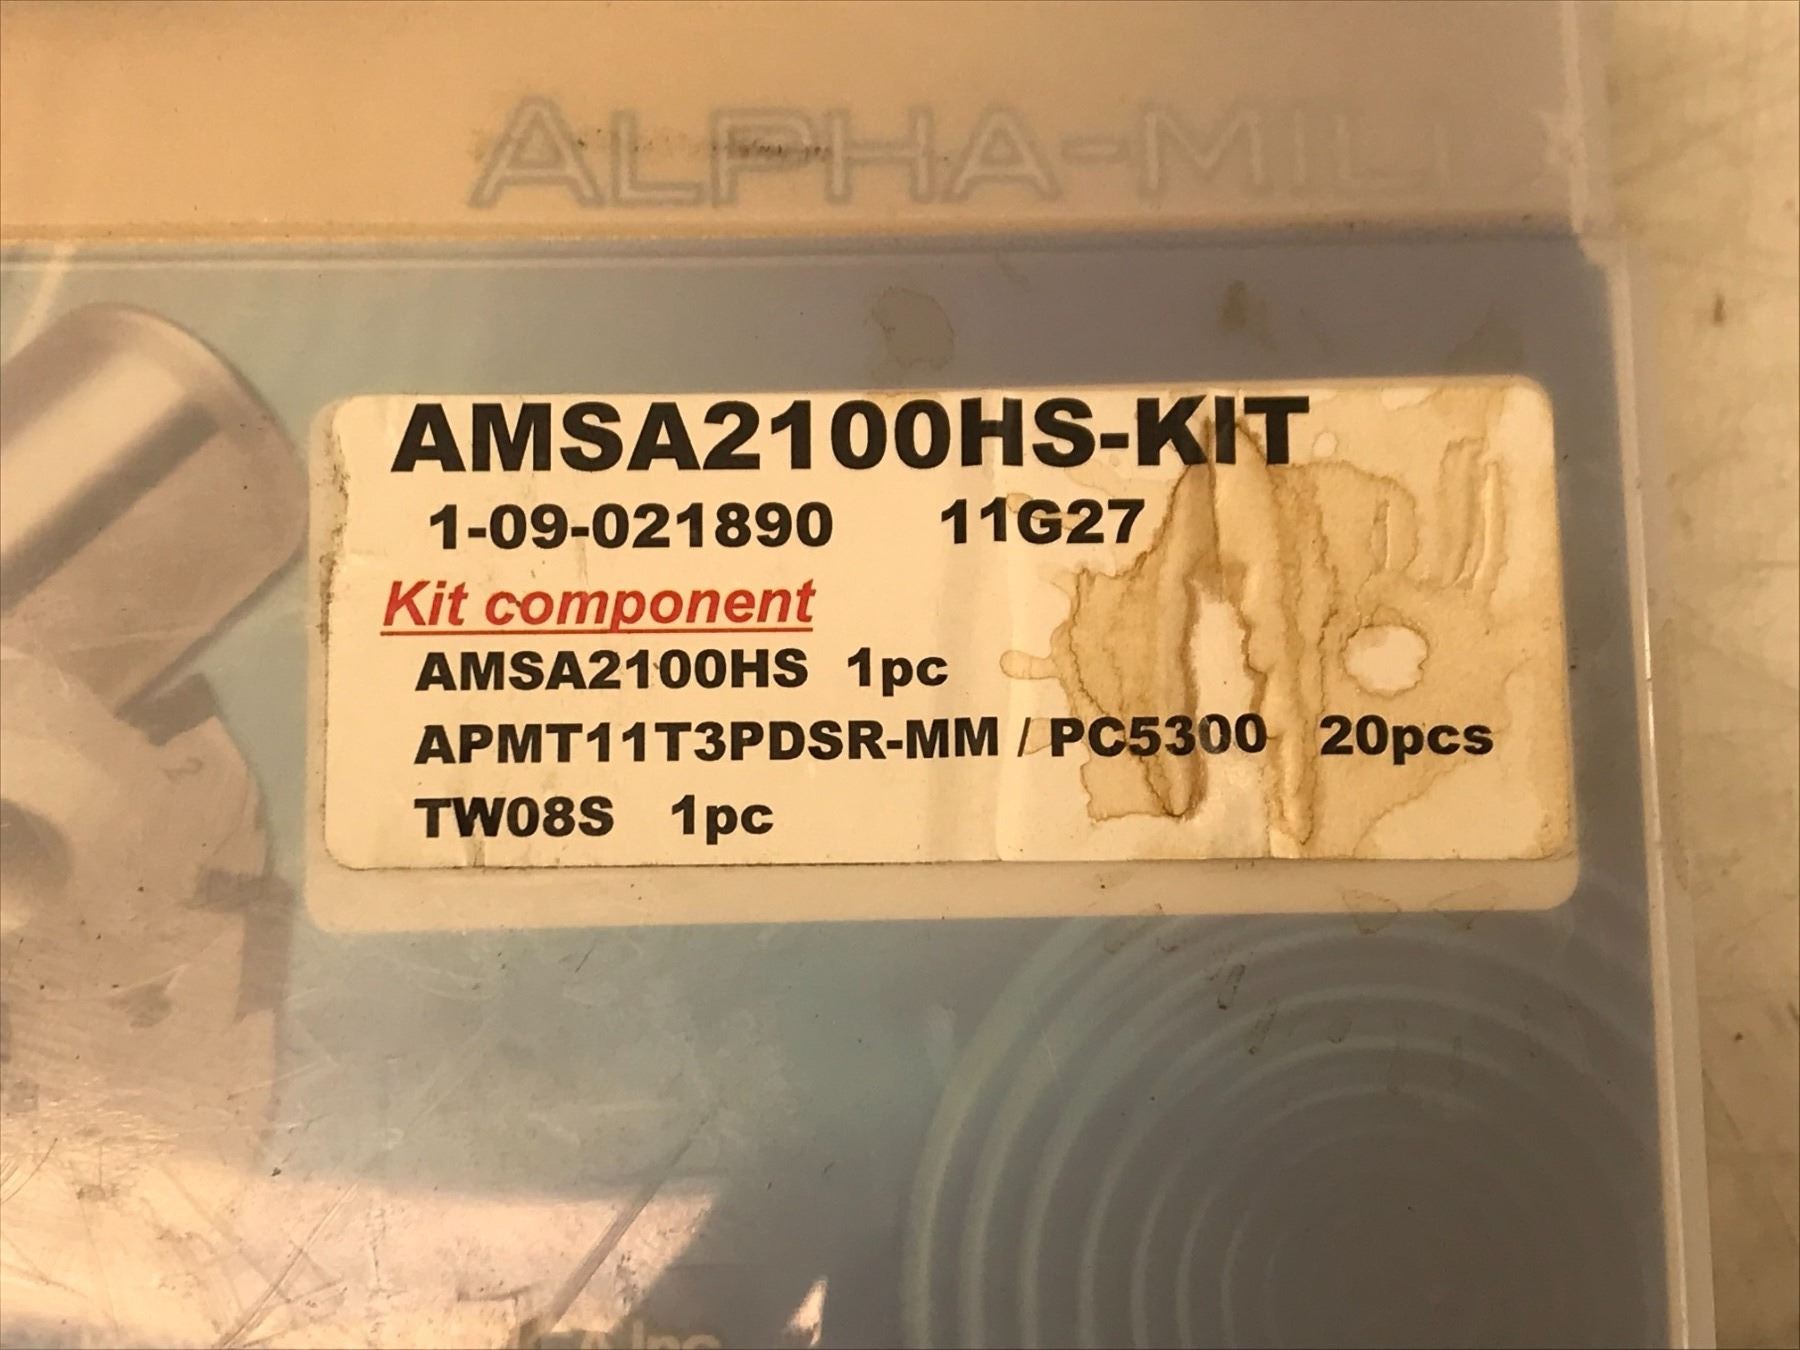 ALPHA-MILL
AMSA2100HS-KIT
1-09-021890 11G27
Kit component
AMSA2100HS 1pc
APMT11T3PDSR-MM / PC5300 20pcs
TW08S 1pc